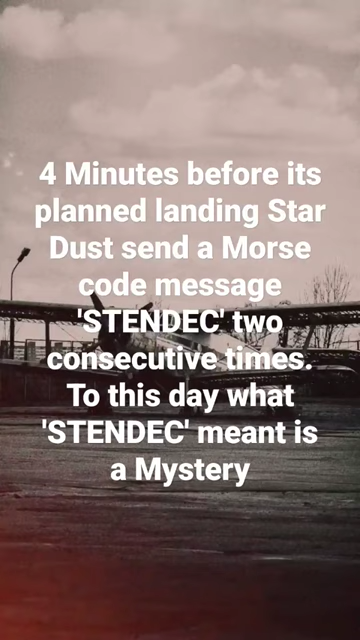 4 Minutes before its
planned landing Star
Dust send a Morse
code message
'STENDEC' two
consecutive times.
To this day what
'STENDEC' meant is
a Mystery